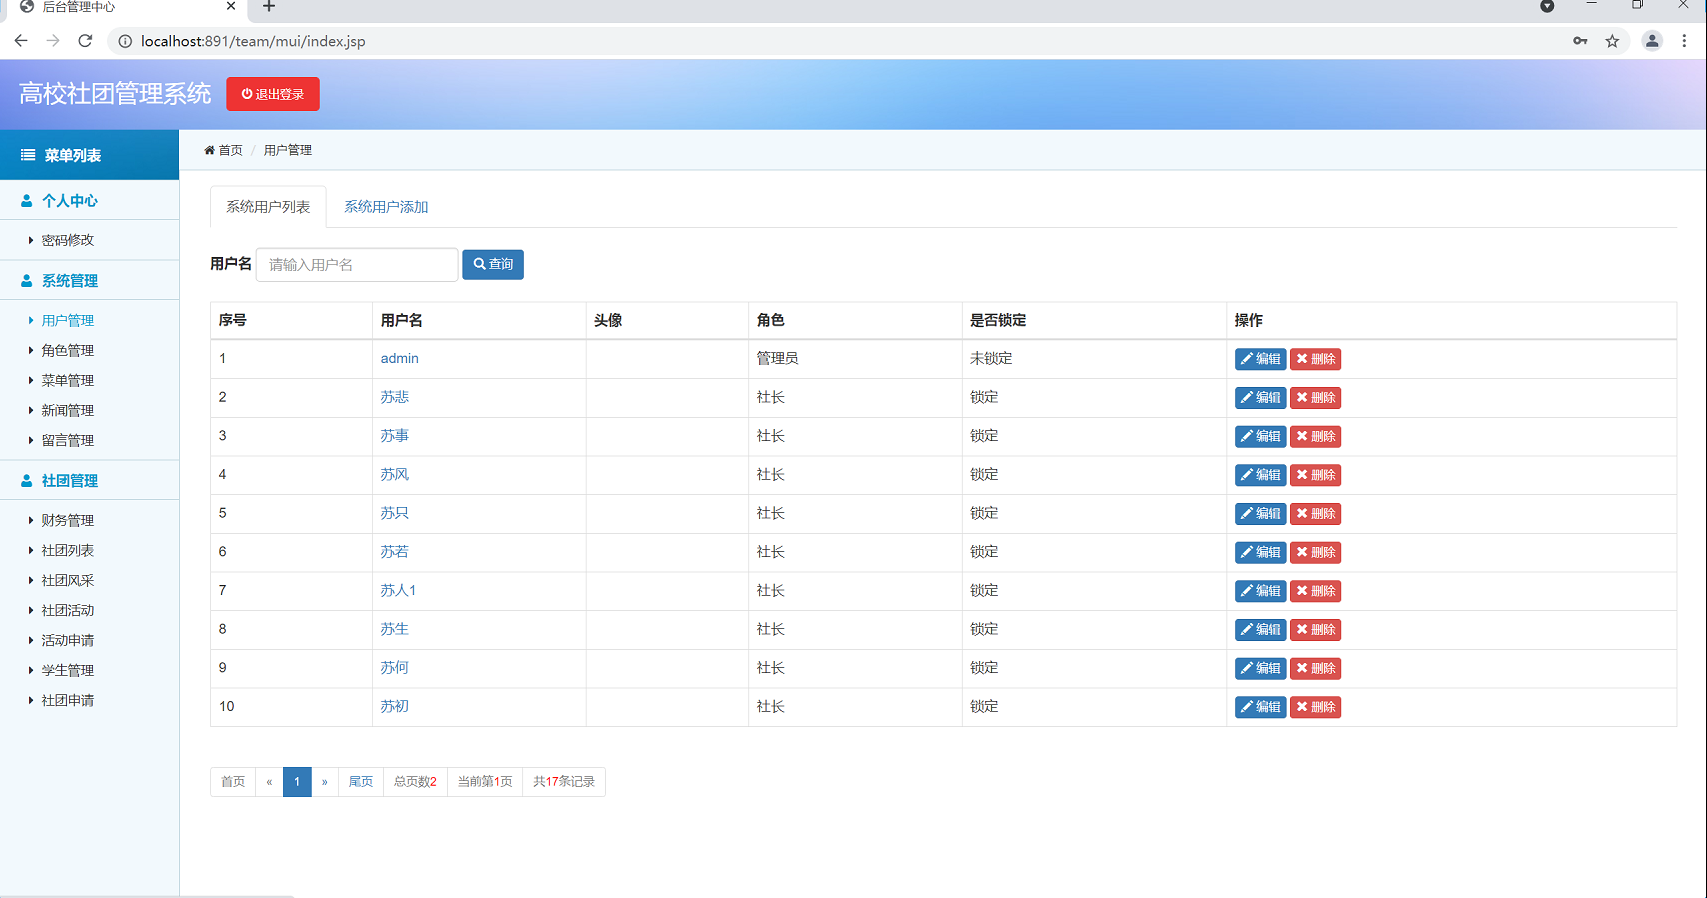 后台管理中心
localhost:891/team/mui/index.jsp
高校社团管理系统 退出登录
菜单列表
个人中心
密码修改
系统管理
用户管理
角色管理
菜单管理
新闻管理
留言管理
社团管理
财务管理
社团列表
社团风采
社团活动
活动申请
学生管理
社团申请
首页 / 用户管理
系统用户列表 系统用户添加
用户名 请输入用户名 查询
序号 用户名 头像 角色 是否锁定 操作
1 admin 管理员 未锁定 编辑 删除
2 苏悲 社长 锁定 编辑 删除
3 苏事 社长 锁定 编辑 删除
4 苏风 社长 锁定 编辑 删除
5 苏只 社长 锁定 编辑 删除
6 苏若 社长 锁定 编辑 删除
7 苏人1 社长 锁定 编辑 删除
8 苏生 社长 锁定 编辑 删除
9 苏何 社长 锁定 编辑 删除
10 苏初 社长 锁定 编辑 删除
首页 « 1 » 尾页 总页数2 当前第1页 共17条记录